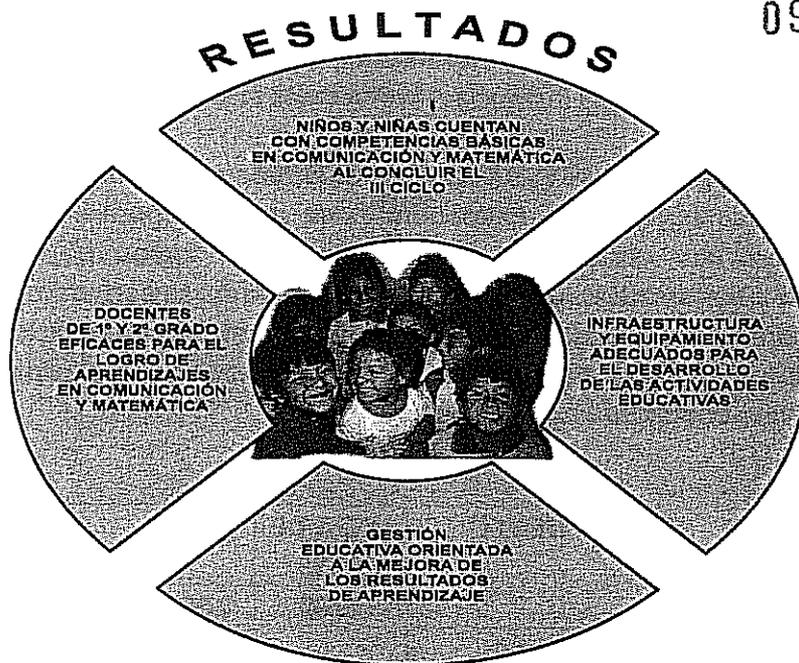 09
RESULTADOS
NIÑOS Y NIÑAS CUENTAN
CON COMPETENCIAS BÁSICAS
EN COMUNICACIÓN Y MATEMÁTICA
AL CONCLUIR EL
III CICLO
DOCENTES
DE 1º Y 2º GRADO
EFICACES PARA EL
LOGRO DE
APRENDIZAJES
EN COMUNICACIÓN
Y MATEMÁTICA
INFRAESTRUCTURA
Y EQUIPAMIENTO
ADECUADOS PARA
EL DESARROLLO
DE LAS ACTIVIDADES
EDUCATIVAS
GESTIÓN
EDUCATIVA ORIENTADA
A LA MEJORA DE
LOS RESULTADOS
DE APRENDIZAJE